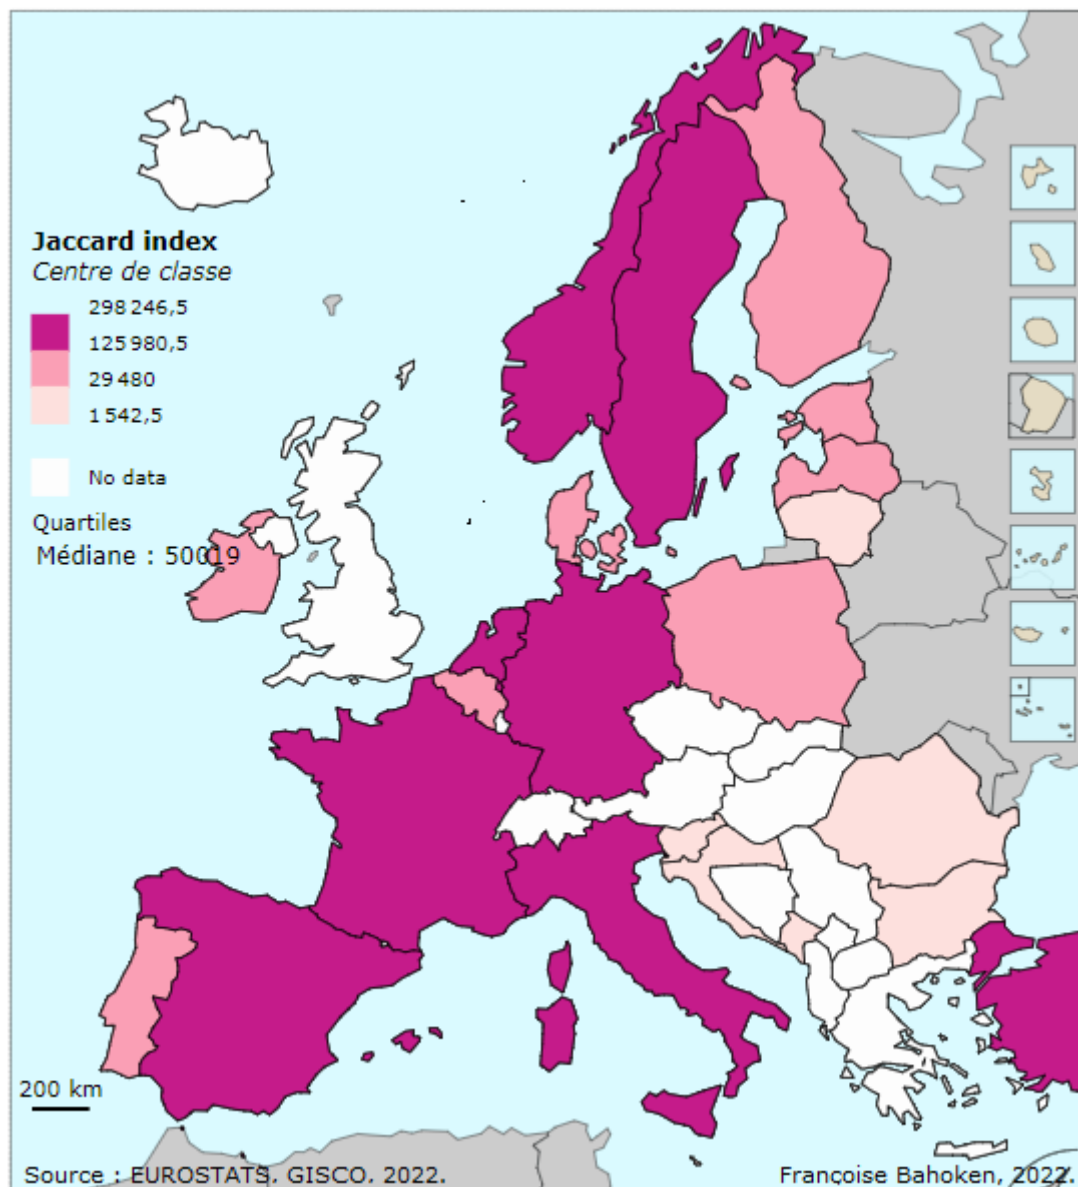 Jaccard index
Centre de classe
298 246,5
125 980,5
29 480
1 542,5
No data
Quartiles
Médiane : 50019
200 km
Source : EUROSTATS. GISCO. 2022.
Françoise Bahoken, 2022.